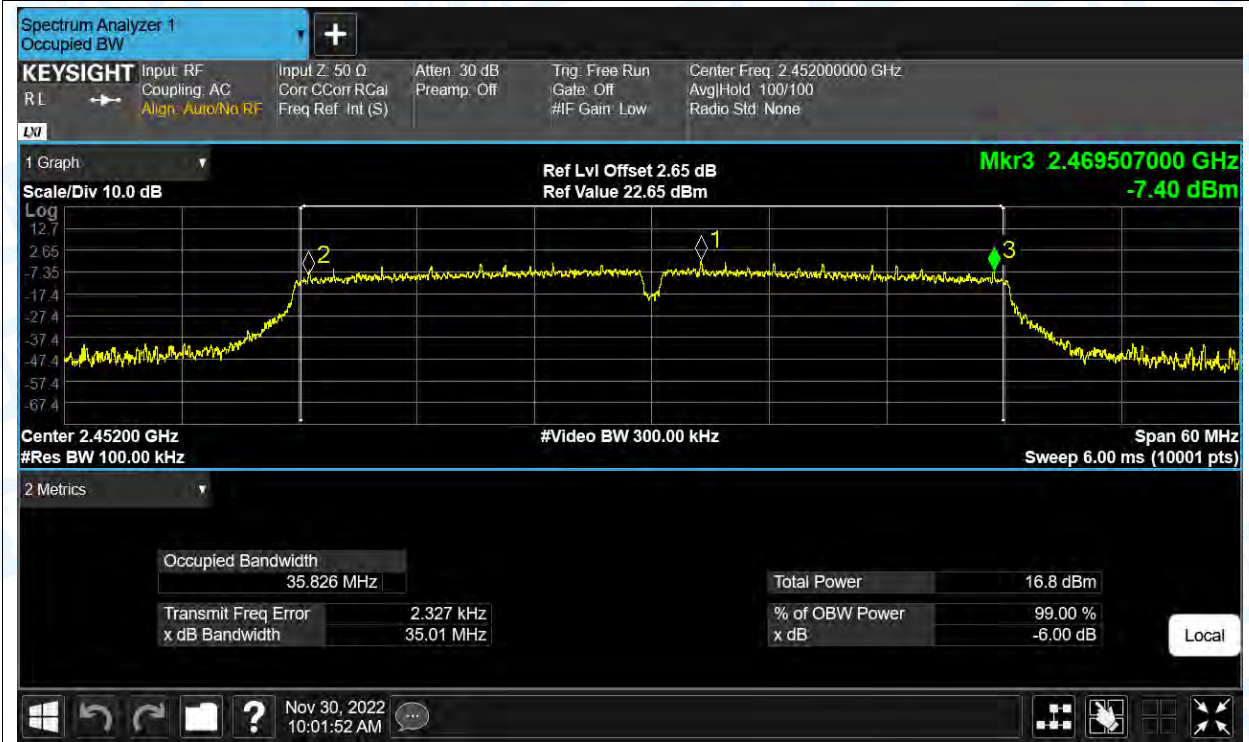 Spectrum Analyzer 1
Occupied BW
KEYSIGHT
R L
LXI
Input: RF
Coupling: AC
Align: Auto/No RF
Input Z: 50 Ω
Corr CCorr RCal
Freq Ref: Int (S)
Atten: 30 dB
Preamp: Off
Trig: Free Run
Gate: Off
#IF Gain: Low
Center Freq: 2.452000000 GHz
Avg|Hold: 100/100
Radio Std: None
1 Graph
Scale/Div 10.0 dB
Ref Lvl Offset 2.65 dB
Ref Value 22.65 dBm
Mkr3 2.469507000 GHz
-7.40 dBm
Log
12.7
2.65
-7.35
-17.4
-27.4
-37.4
-47.4
-57.4
-67.4
2
1
3
Center 2.45200 GHz
#Res BW 100.00 kHz
#Video BW 300.00 kHz
Span 60 MHz
Sweep 6.00 ms (10001 pts)
2 Metrics
Occupied Bandwidth
35.826 MHz
Transmit Freq Error 2.327 kHz
x dB Bandwidth 35.01 MHz
Total Power 16.8 dBm
% of OBW Power 99.00 %
x dB -6.00 dB
Local
?
Nov 30, 2022
10:01:52 AM